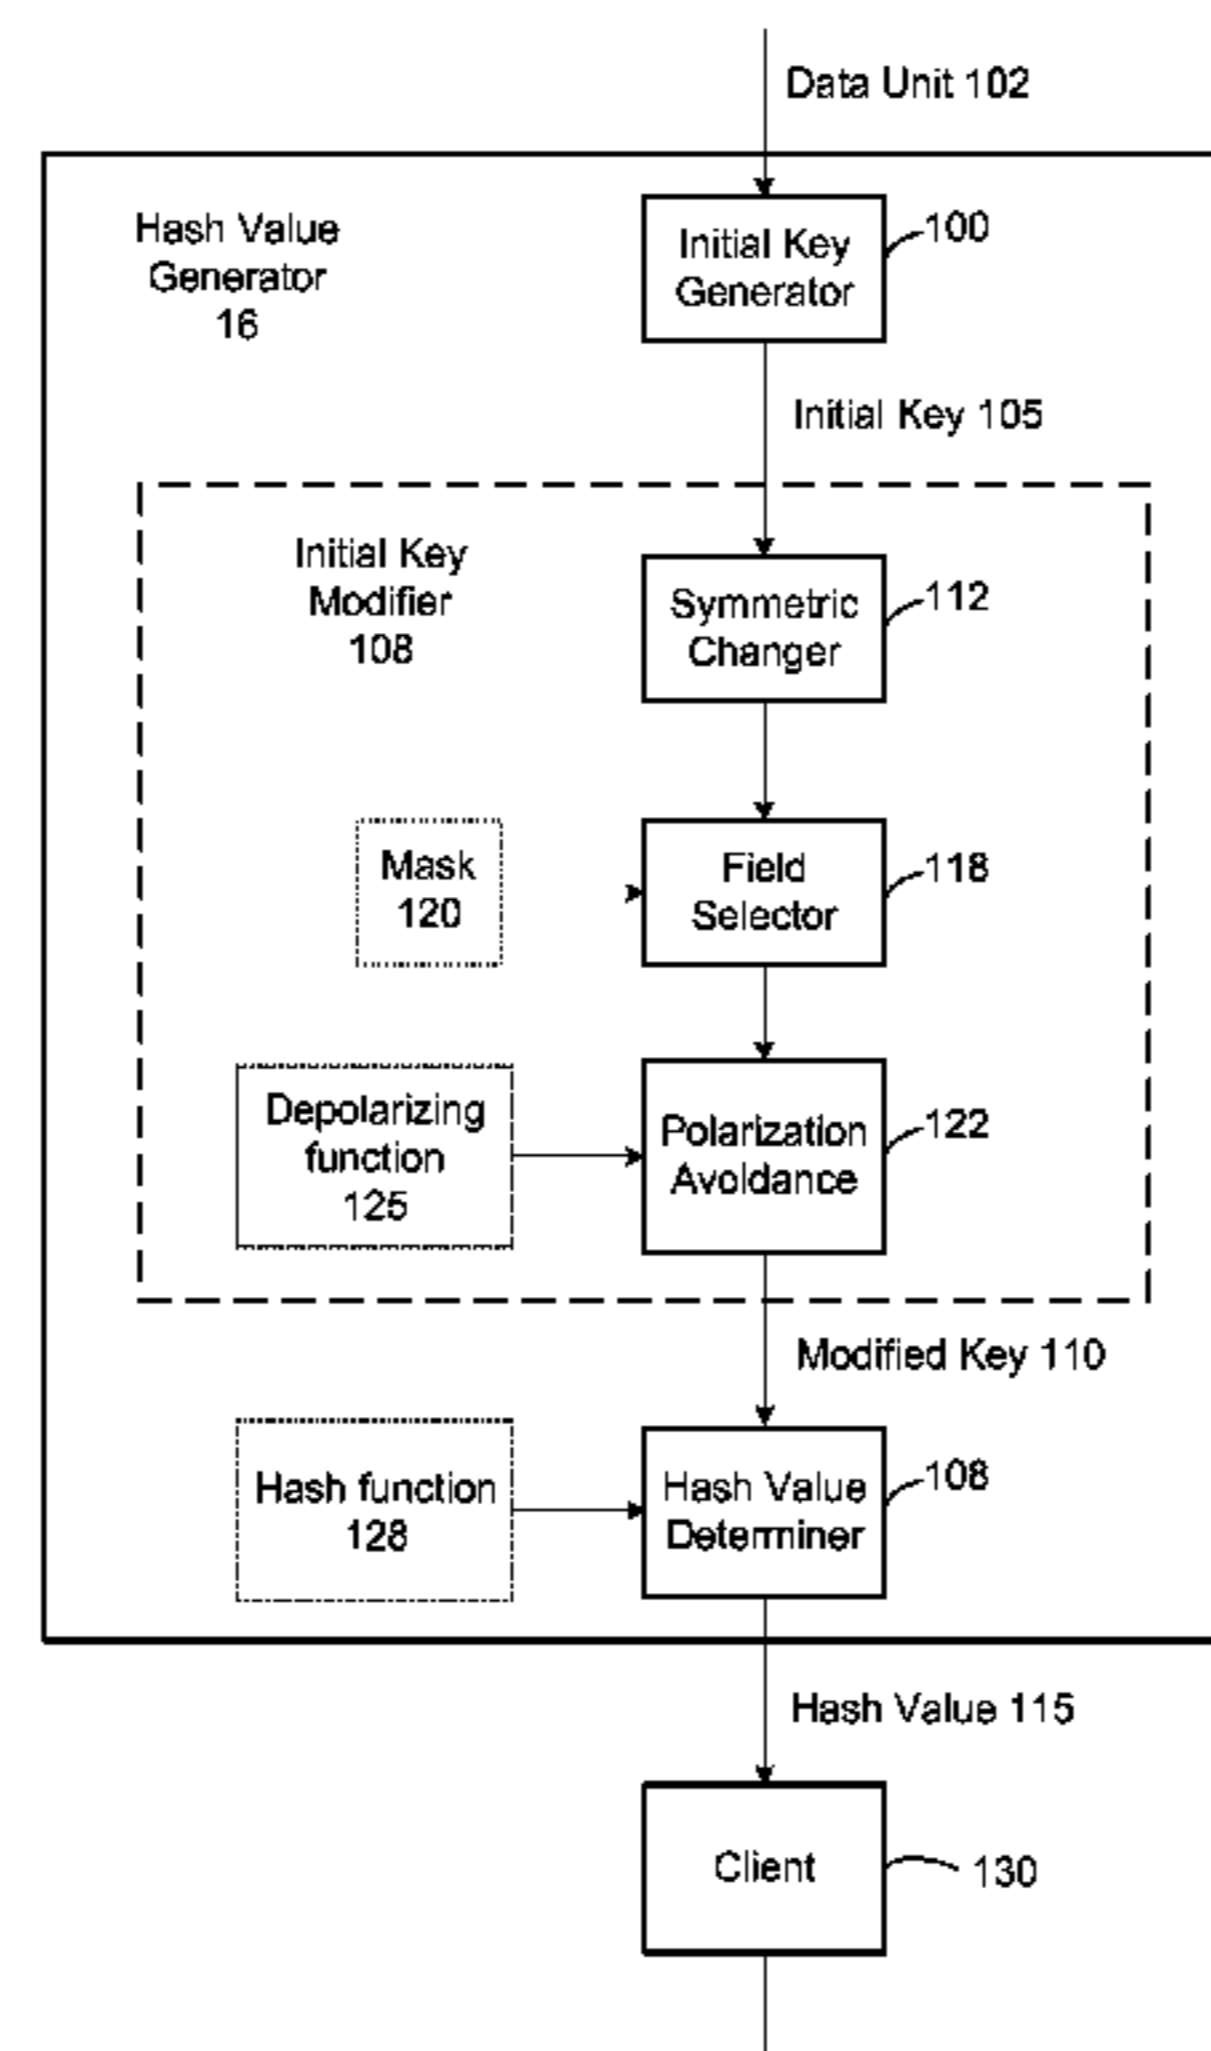 Data Unit 102
Hash Value
Generator
16
Initial Key
Generator
100
Initial Key 105
Initial Key
Modifier
108
Symmetric
Changer
112
Mask
120
Field
Selector
118
Depolarizing
function
125
Polarization
Avoidance
122
Modified Key 110
Hash function
128
Hash Value
Determiner
108
Hash Value 115
Client
130